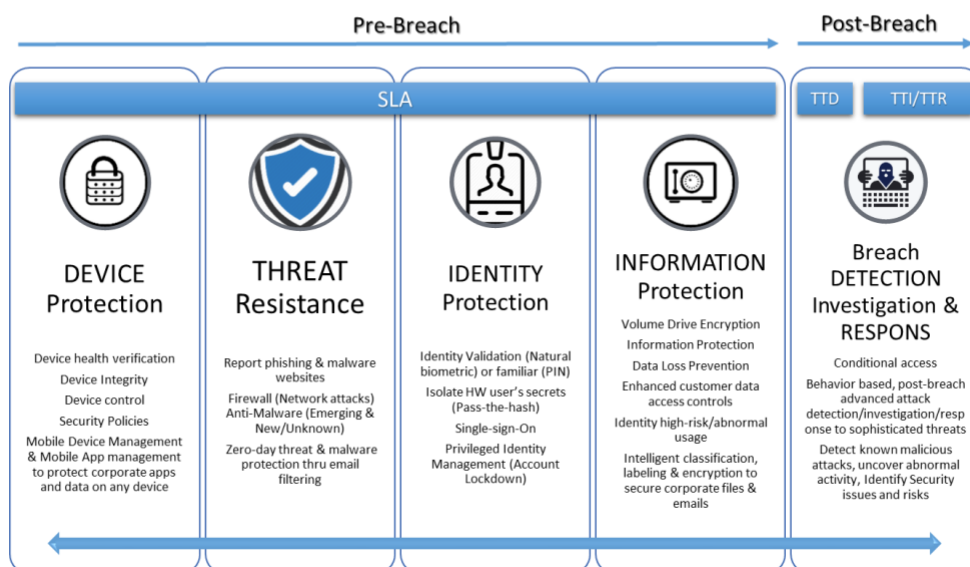 Pre-Breach
Post-Breach
SLA
TTD
TTI/TTR
DEVICE
Protection
Device health verification
Device Integrity
Device control
Security Policies
Mobile Device Management
& Mobile App management
to protect corporate apps
and data on any device
THREAT
Resistance
Report phishing & malware
websites
Firewall (Network attacks)
Anti-Malware (Emerging &
New/Unknown)
Zero-day threat & malware
protection thru email
filtering
IDENTITY
Protection
Identity Validation (Natural
biometric) or familiar (PIN)
Isolate HW user's secrets
(Pass-the-hash)
Single-sign-On
Privileged Identity
Management (Account
Lockdown)
INFORMATION
Protection
Volume Drive Encryption
Information Protection
Data Loss Prevention
Enhanced customer data
access controls
Identity high-risk/abnormal
usage
Intelligent classification,
labeling & encryption to
secure corporate files &
emails
Breach
DETECTION
Investigation &
RESPONS
Conditional access
Behavior based, post-breach
advanced attack
detection/investigation/resp
onse to sophisticated threats
Detect known malicious
attacks, uncover abnormal
activity, Identify Security
issues and risks